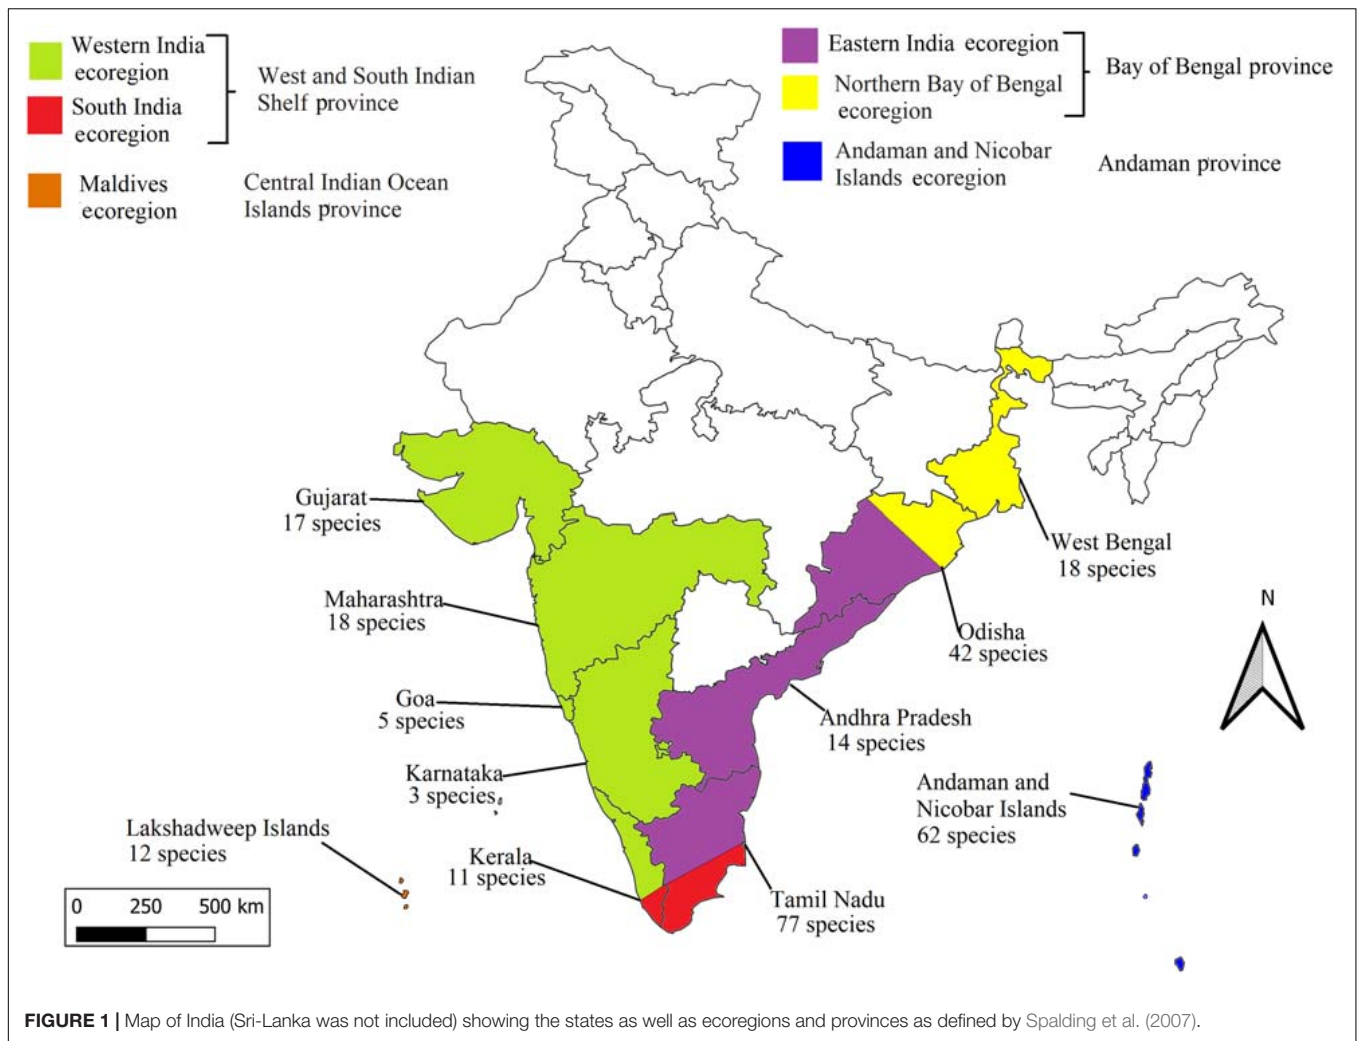 Western India
ecoregion
South India
ecoregion
West and South Indian
Shelf province
Maldives
ecoregion
Central Indian Ocean
Islands province
Eastern India ecoregion
Northern Bay of Bengal
ecoregion
Bay of Bengal province
Andaman and Nicobar
Islands ecoregion
Andaman province
Gujarat
17 species
Maharashtra
18 species
Goa
5 species
Karnataka
3 species
Lakshadweep Islands
12 species
Kerala
11 species
West Bengal
18 species
Odisha
42 species
Andhra Pradesh
14 species
Andaman and
Nicobar Islands
62 species
Tamil Nadu
77 species
N
0 250 500 km
FIGURE 1 | Map of India (Sri-Lanka was not included) showing the states as well as ecoregions and provinces as defined by Spalding et al. (2007).